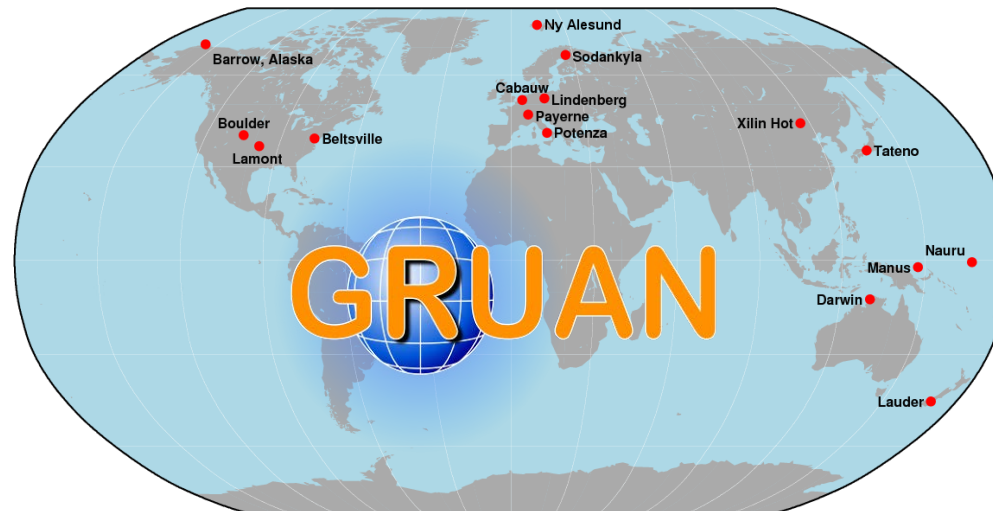 Ny Alesund
Barrow, Alaska
Sodankyla
Cabauw
Lindenberg
Payerne
Potenza
Boulder
Lamont
Beltsville
Xilin Hot
Tateno
GRUAN
Nauru
Manus
Darwin
Lauder